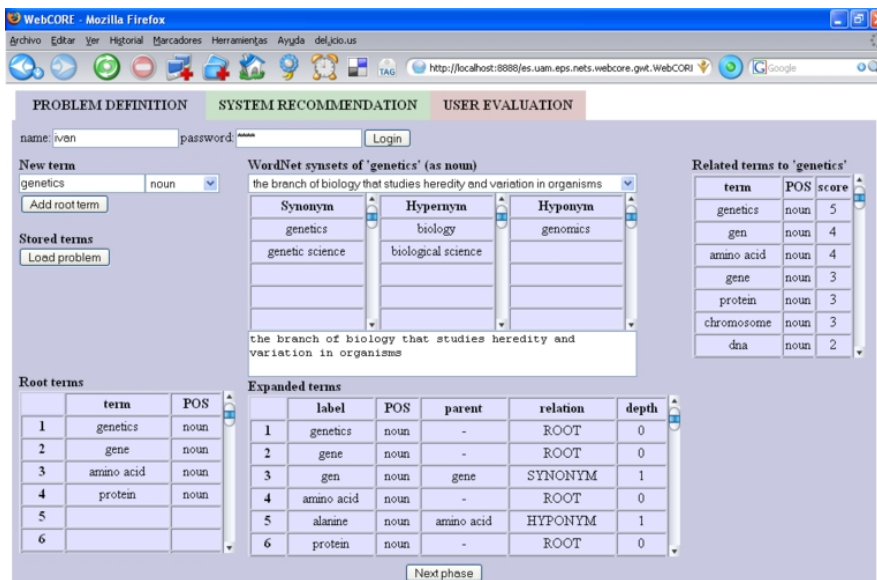 WebCORE - Mozilla Firefox
Archivo Editar Ver Historial Marcadores Herramientas Ayuda del.icio.us
TAG http://localhost:8888/es.uam.eps.nets.webcore.gwt.WebCORI Google
PROBLEM DEFINITION SYSTEM RECOMMENDATION USER EVALUATION
name: ivan password: **** Login
New term
genetics noun
Add root term
Stored terms
Load problem
WordNet synsets of 'genetics' (as noun)
the branch of biology that studies heredity and variation in organisms
Synonym Hypernym Hyponym
genetics biology genomics
genetic science biological science
the branch of biology that studies heredity and
variation in organisms
Related terms to 'genetics'
term POS score
genetics noun 5
gen noun 4
amino acid noun 4
gene noun 3
protein noun 3
chromosome noun 3
dna noun 2
Root terms
term POS
1 genetics noun
2 gene noun
3 amino acid noun
4 protein noun
5
6
Expanded terms
label POS parent relation depth
1 genetics noun - ROOT 0
2 gene noun - ROOT 0
3 gen noun gene SYNONYM 1
4 amino acid noun - ROOT 0
5 alanine noun amino acid HYPONYM 1
6 protein noun - ROOT 0
Next phase